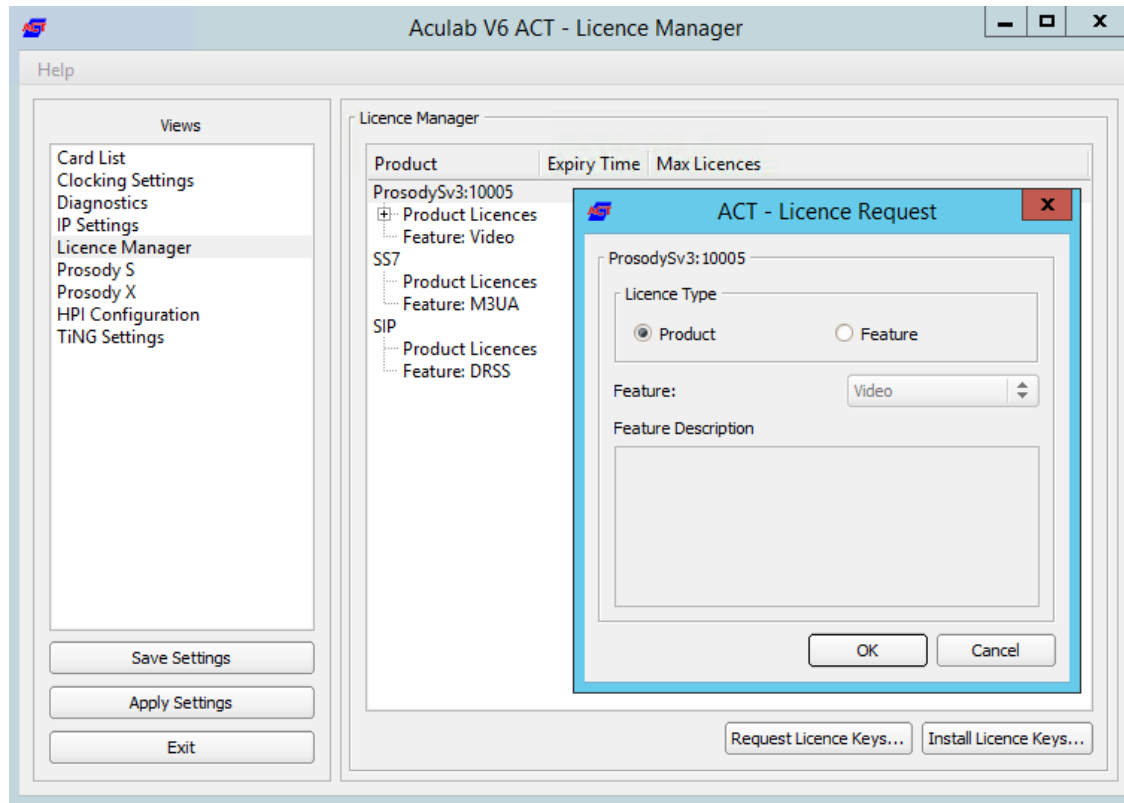 ACT Aculab V6 ACT - Licence Manager
Help
Views
Card List
Clocking Settings
Diagnostics
IP Settings
Licence Manager
Prosody S
Prosody X
HPI Configuration
TiNG Settings
Save Settings
Apply Settings
Exit
Licence Manager
Product Expiry Time Max Licences
ProsodySv3:10005
Product Licences
Feature: Video
SS7
Product Licences
Feature: M3UA
SIP
Product Licences
Feature: DRSS
ACT ACT - Licence Request
ProsodySv3:10005
Licence Type
Product Feature
Feature: Video
Feature Description
OK Cancel
Request Licence Keys... Install Licence Keys...